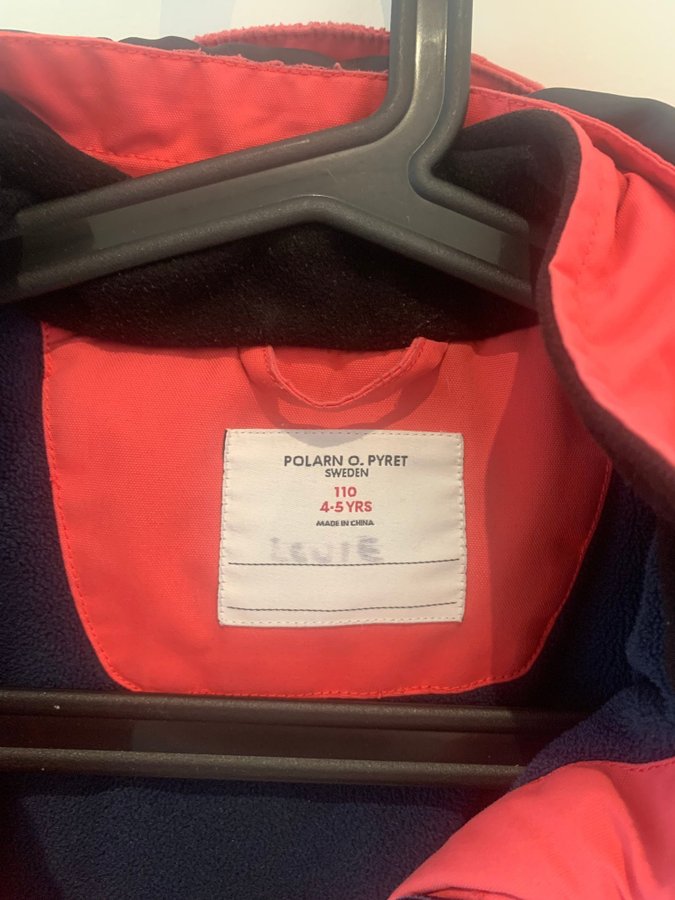 POLARN O. PYRET
SWEDEN
110
4-5 YRS
MADE IN CHINA